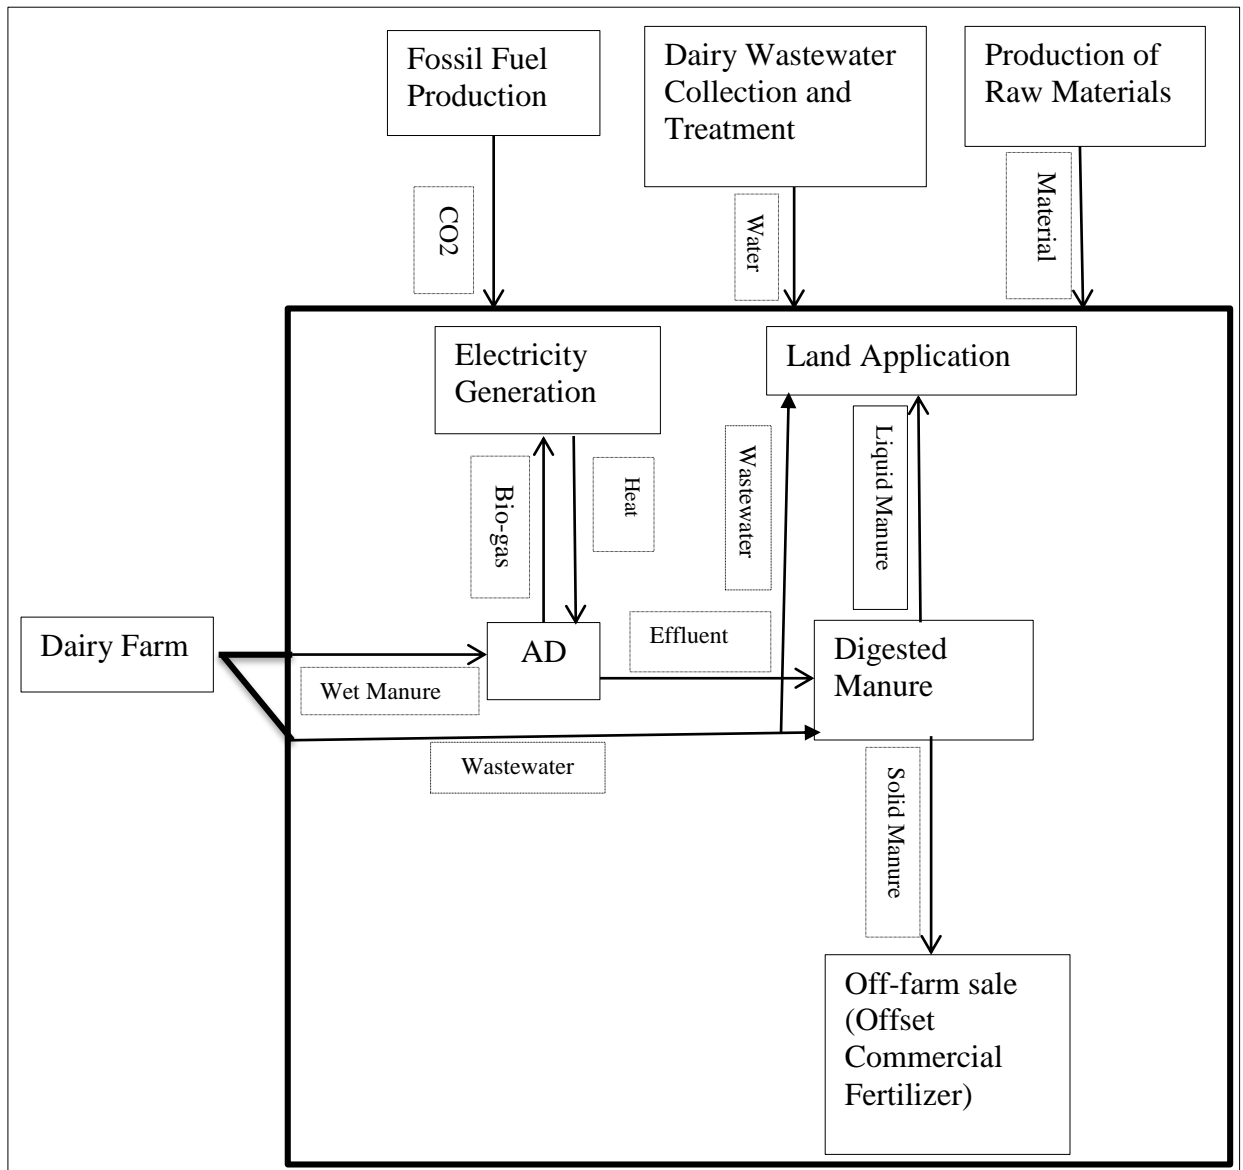 Fossil Fuel
Production
Dairy Wastewater
Collection and
Treatment
Production of
Raw Materials
CO2
Water
Material
Electricity
Generation
Land Application
Bio-gas
Heat
Wastewater
Liquid Manure
Dairy Farm
Wet Manure
AD
Effluent
Digested
Manure
Wastewater
Solid Manure
Off-farm sale
(Offset
Commercial
Fertilizer)